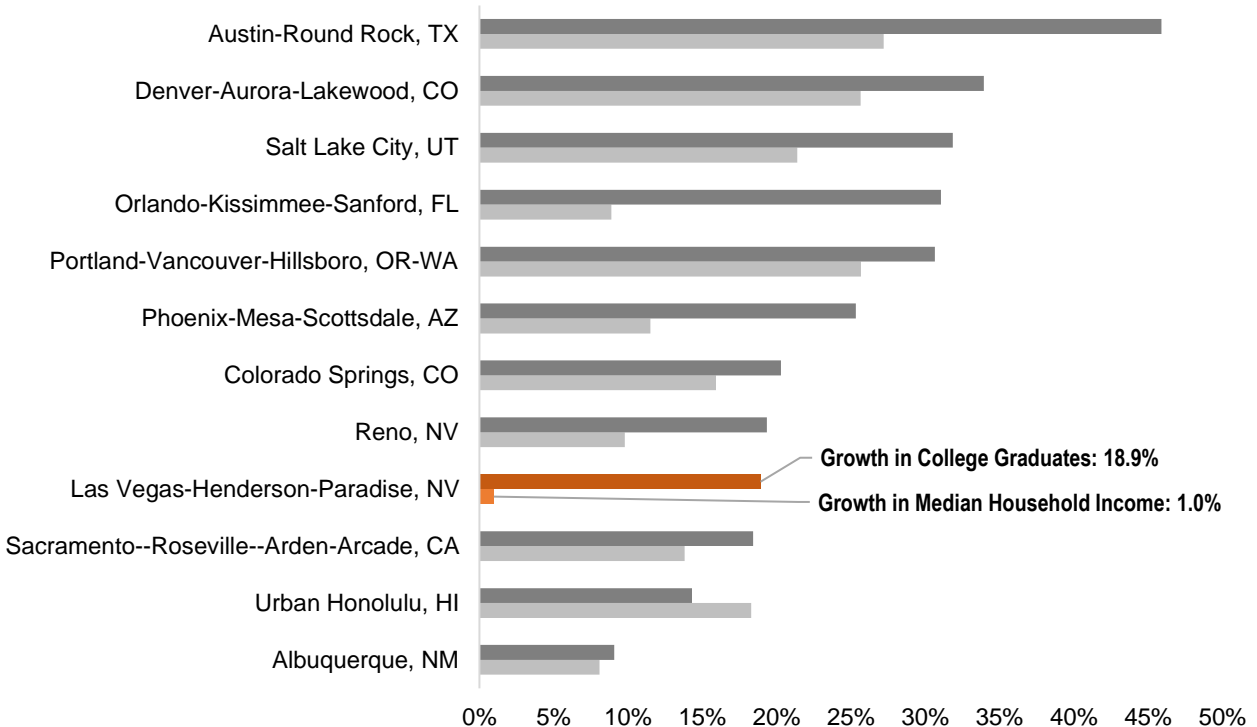 Austin-Round Rock, TX
Denver-Aurora-Lakewood, CO
Salt Lake City, UT
Orlando-Kissimmee-Sanford, FL
Portland-Vancouver-Hillsboro, OR-WA
Phoenix-Mesa-Scottsdale, AZ
Colorado Springs, CO
Reno, NV
Growth in College Graduates: 18.9%
Las Vegas-Henderson-Paradise, NV
Growth in Median Household Income: 1.0%
Sacramento--Roseville--Arden-Arcade, CA
Urban Honolulu, HI
Albuquerque, NM
0% 5% 10% 15% 20% 25% 30% 35% 40% 45% 50%